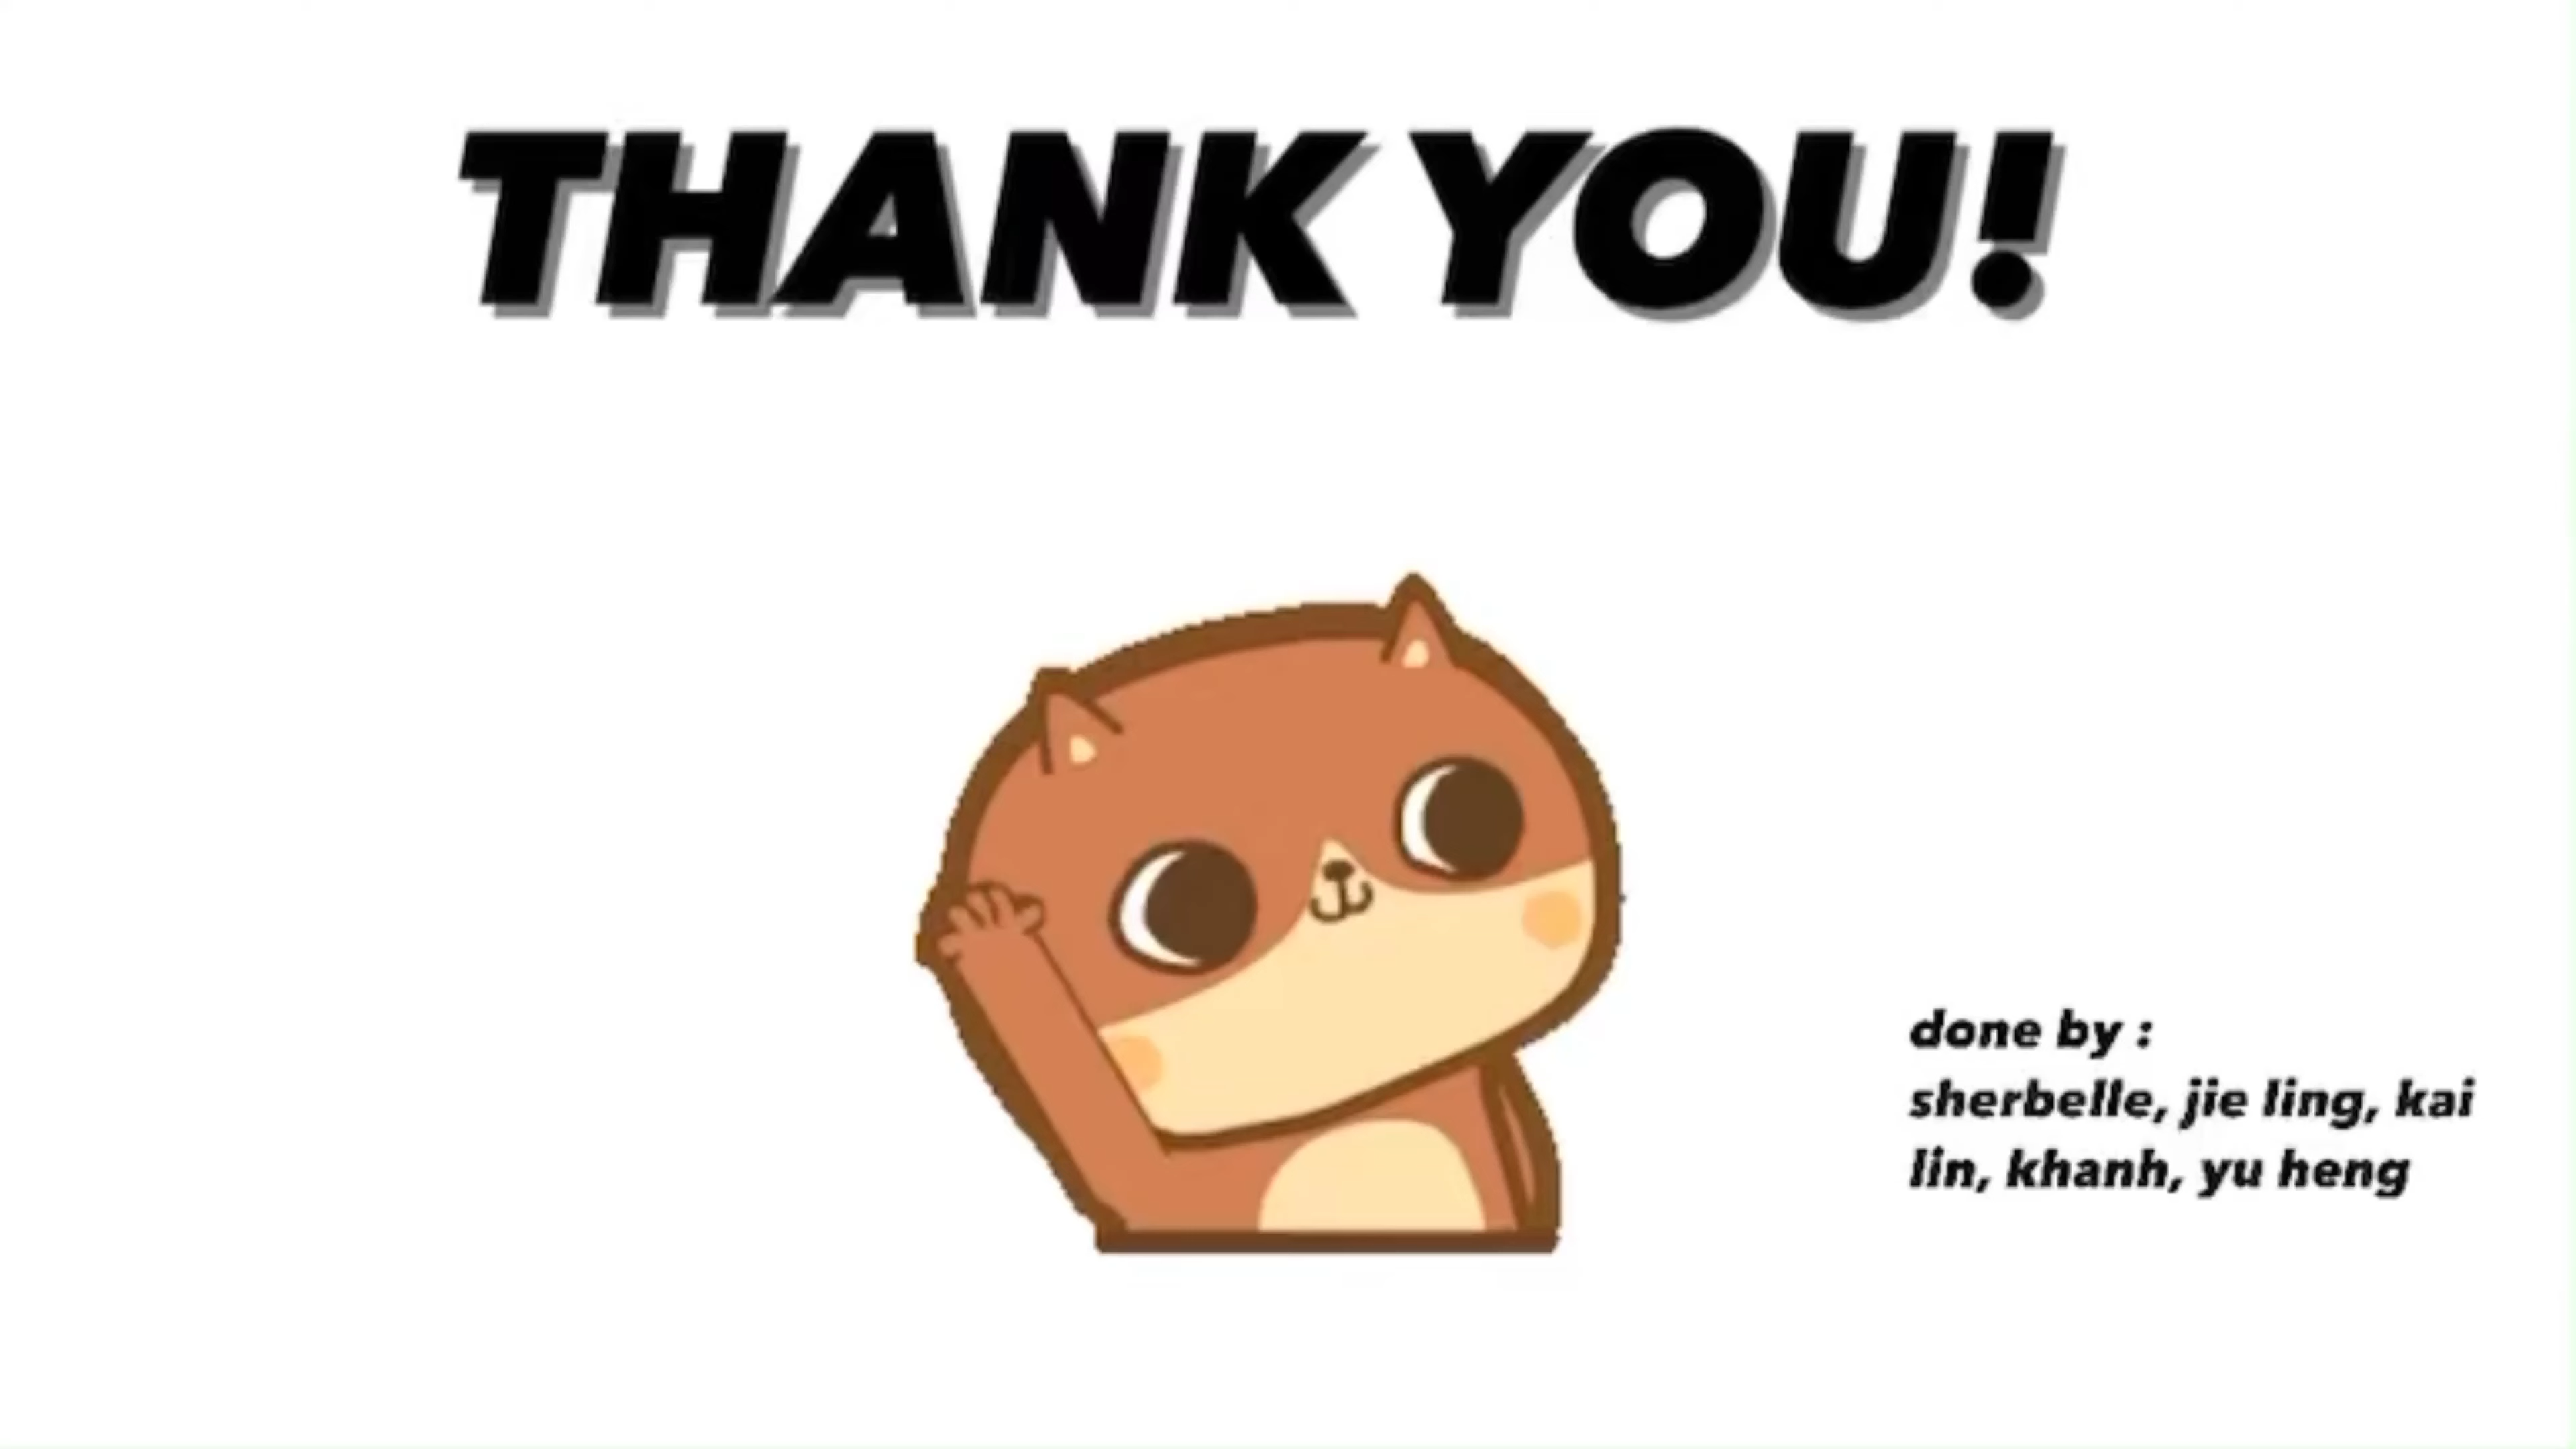 THANK YOU!
done by :
sherbelle, jie ling, kai
lin, khanh, yu heng